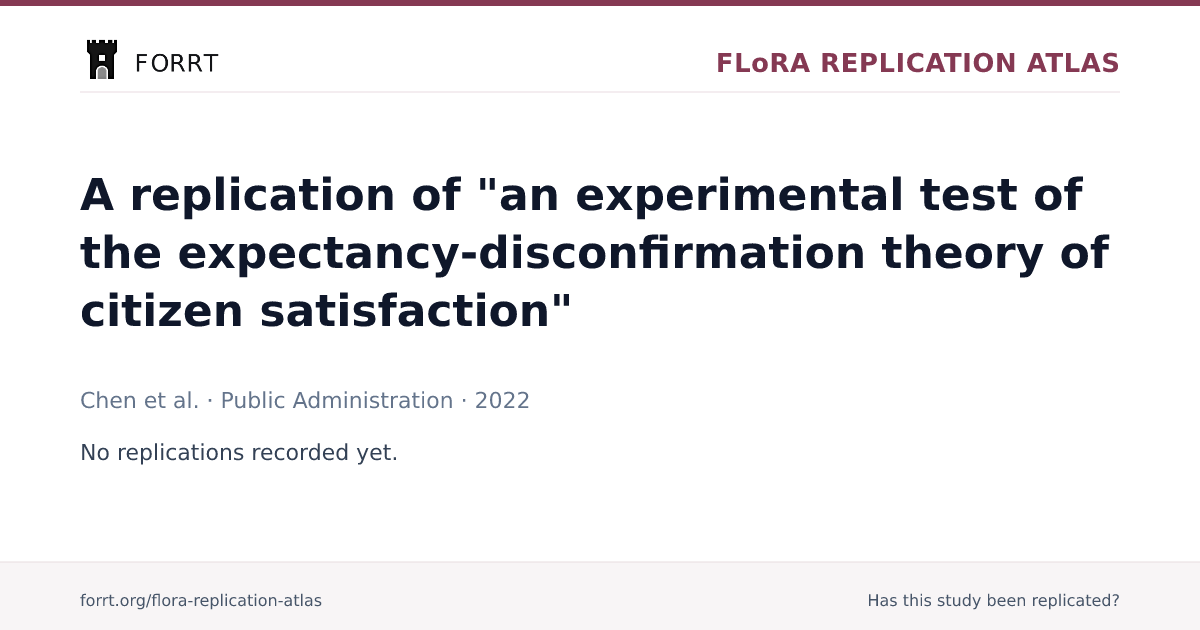 FORRT
FLoRA REPLICATION ATLAS
A replication of "an experimental test of
the expectancy-disconfirmation theory of
citizen satisfaction"
Chen et al. · Public Administration · 2022
No replications recorded yet.
forrt.org/flora-replication-atlas
Has this study been replicated?